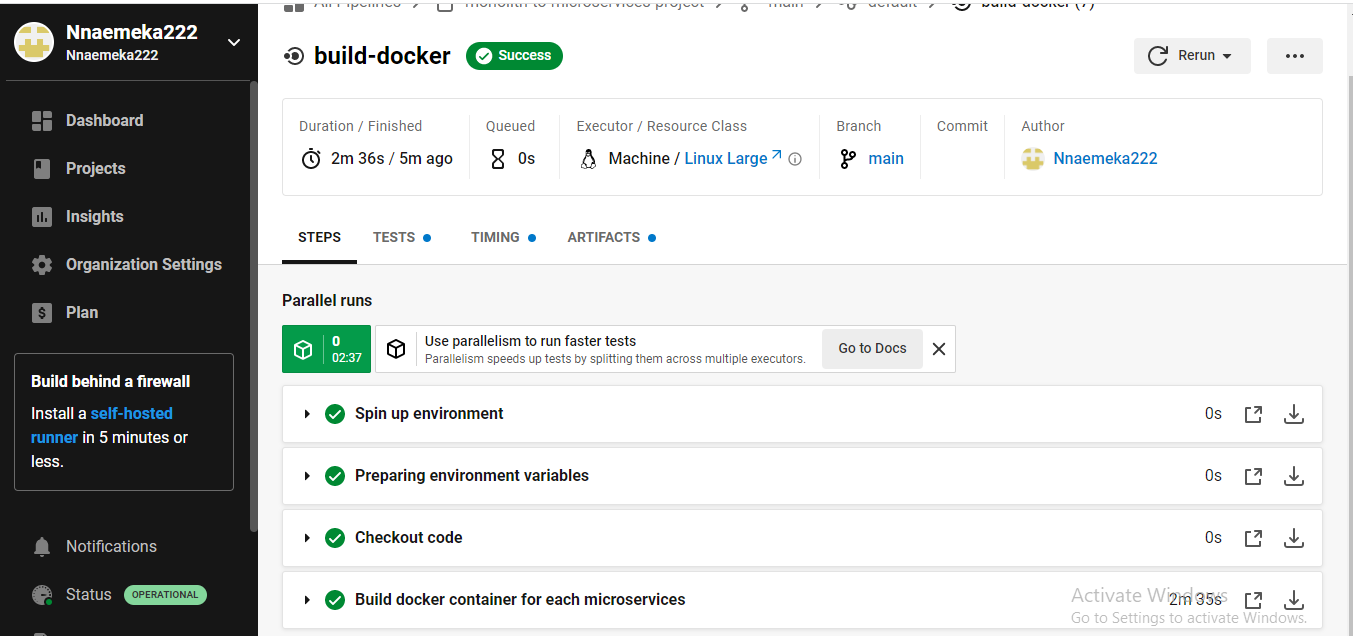 Nnaemeka222
Nnaemeka222
Dashboard
Projects
Insights
Organization Settings
Plan
Build behind a firewall
Install a self-hosted
runner in 5 minutes or
less.
Notifications
Status OPERATIONAL
All Pipelines monolith to microservices project main default build-docker (7)
build-docker Success
Rerun
Duration / Finished Queued Executor / Resource Class Branch Commit Author
2m 36s / 5m ago 0s Machine / Linux Large main Nnaemeka222
STEPS TESTS TIMING ARTIFACTS
Parallel runs
0
02:37
Use parallelism to run faster tests
Parallelism speeds up tests by splitting them across multiple executors.
Go to Docs
Spin up environment 0s
Preparing environment variables 0s
Checkout code 0s
Build docker container for each microservices 2m 35s
Activate Windows
Go to Settings to activate Windows.